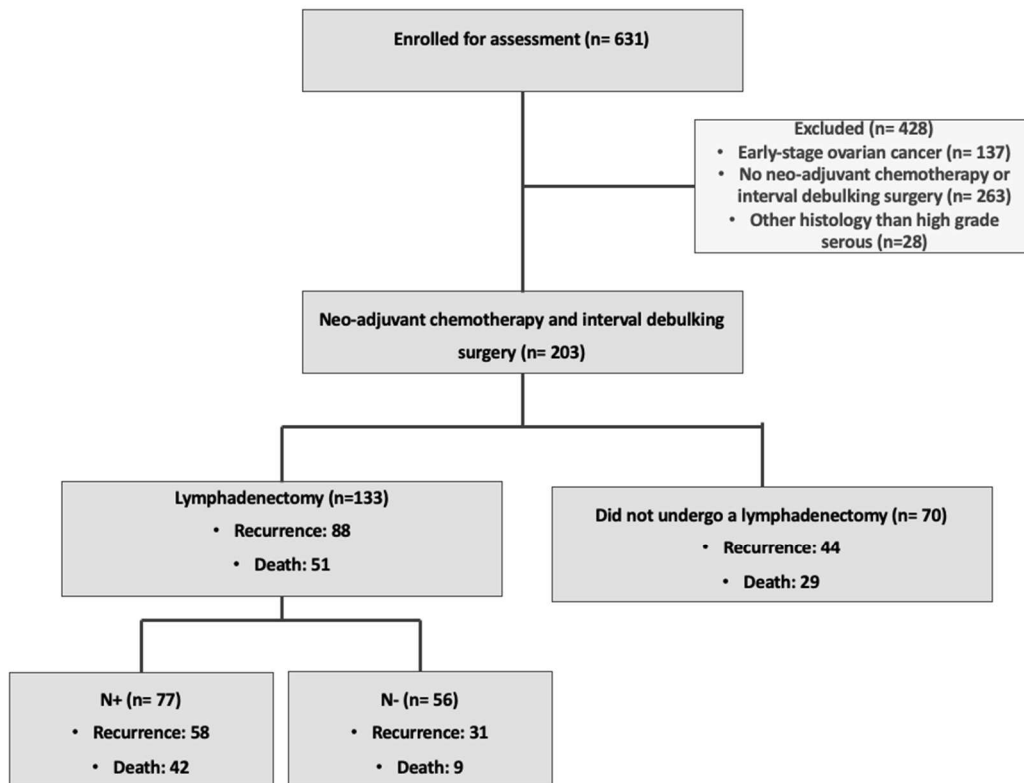 Enrolled for assessment (n= 631)
Excluded (n= 428)
• Early-stage ovarian cancer (n= 137)
• No neo-adjuvant chemotherapy or
interval debulking surgery (n= 263)
• Other histology than high grade
serous (n=28)
Neo-adjuvant chemotherapy and interval debulking
surgery (n= 203)
Lymphadenectomy (n=133)
• Recurrence: 88
• Death: 51
Did not undergo a lymphadenectomy (n= 70)
• Recurrence: 44
• Death: 29
N+ (n= 77)
• Recurrence: 58
• Death: 42
N- (n= 56)
• Recurrence: 31
• Death: 9